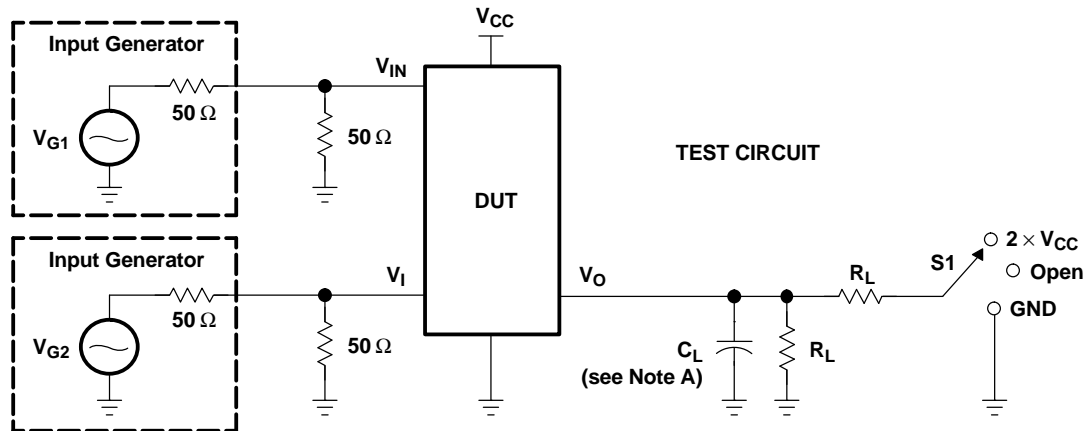 Input Generator
V_G1
50 Ω
50 Ω
V_IN
V_CC
DUT
TEST CIRCUIT
Input Generator
V_G2
50 Ω
50 Ω
V_I
V_O
C_L
(see Note A)
R_L
R_L
S1
2 × V_CC
Open
GND